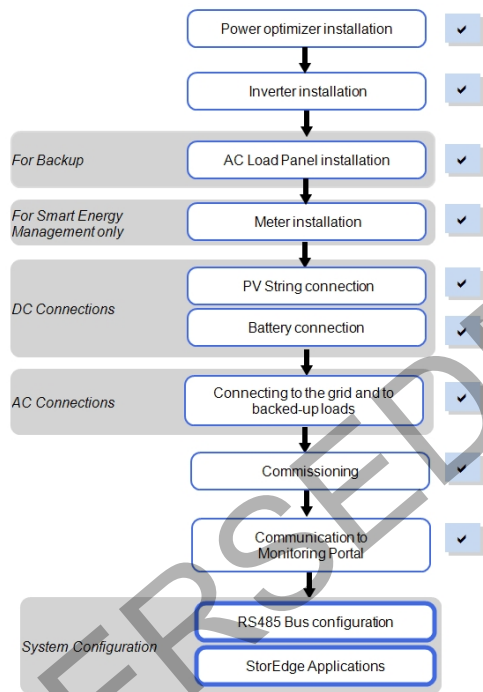 Power optimizer installation
Inverter installation
For Backup
AC Load Panel installation
For Smart Energy
Management only
Meter installation
DC Connections
PV String connection
Battery connection
AC Connections
Connecting to the grid and to
backed-up loads
Commissioning
Communication to
Monitoring Portal
System Configuration
RS485 Bus configuration
StorEdge Applications